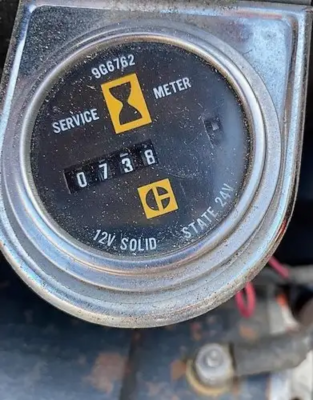 9G6762
SERVICE METER
0738
12V. SOLID STATE 24V